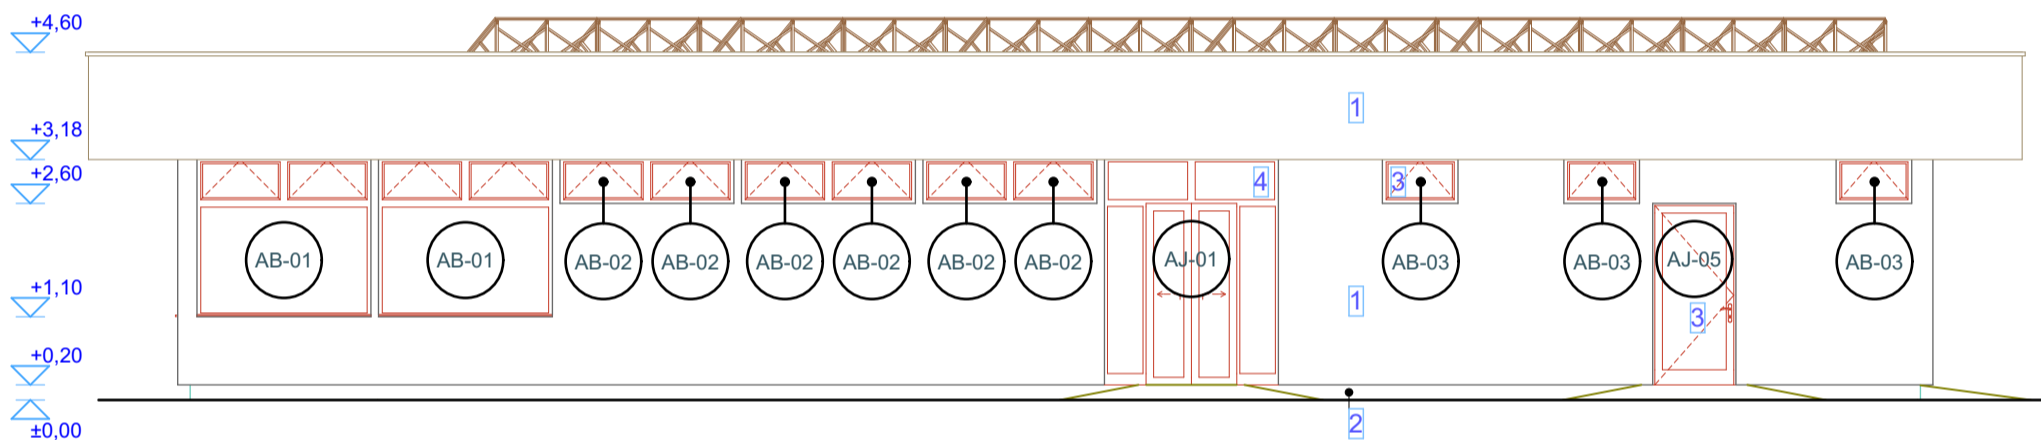 +4,60
1
+3,18
+2,60
4
3
AB-01
AB-01
AB-02
AB-02
AB-02
AB-02
AB-02
AB-02
AJ-01
AB-03
AB-03
AJ-05
AB-03
+1,10
1
3
+0,20
2
±0,00